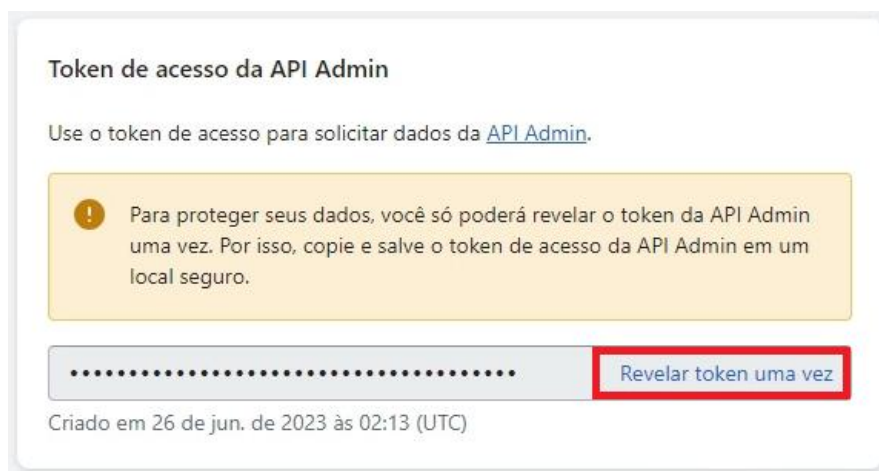 Token de acesso da API Admin
Use o token de acesso para solicitar dados da API Admin.
Para proteger seus dados, você só poderá revelar o token da API Admin
uma vez. Por isso, copie e salve o token de acesso da API Admin em um
local seguro.
•••••••••••••••••••••••••••••••••••••• Revelar token uma vez
Criado em 26 de jun. de 2023 às 02:13 (UTC)